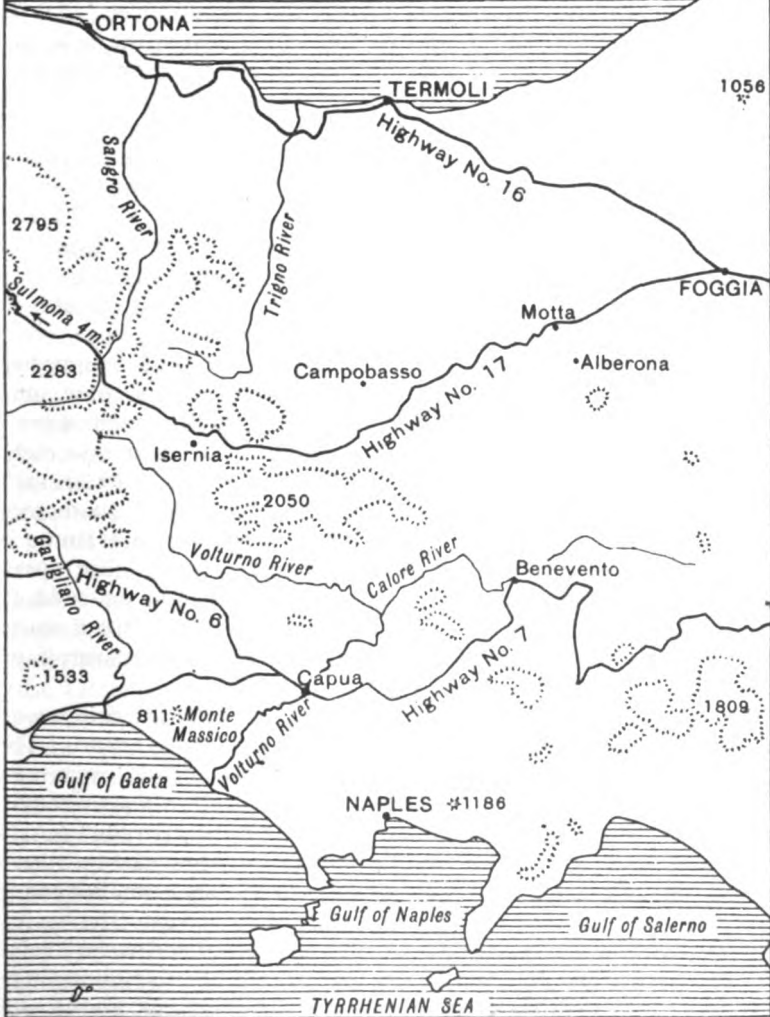 ORTONA
TERMOLI
1056
Highway No. 16
Sangro River
2795
Trigno River
FOGGIA
Sulmona 4m.
Motta
2283
Campobasso
Highway No. 17
Alberona
Isernia
2050
Volturno River
Calore River
Benevento
Garigliano River
Highway No. 6
1533
Capua
Highway No. 7
811
Monte
Massico
Volturno River
1809
Gulf of Gaeta
NAPLES
1186
Gulf of Naples
Gulf of Salerno
TYRRHENIAN SEA